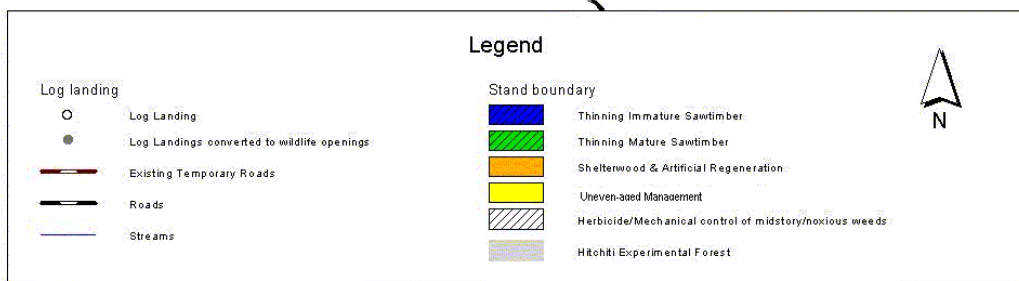 Legend
Log landing
Log Landing
Log Landings converted to wildlife openings
Existing Temporary Roads
Roads
Streams
Stand boundary
Thinning Immature Sawtimber
Thinning Mature Sawtimber
Shelterwood & Artificial Regeneration
Uneven-aged Management
Herbicide/Mechanical control of midstory/noxious weeds
Hitchiti Experimental Forest
N